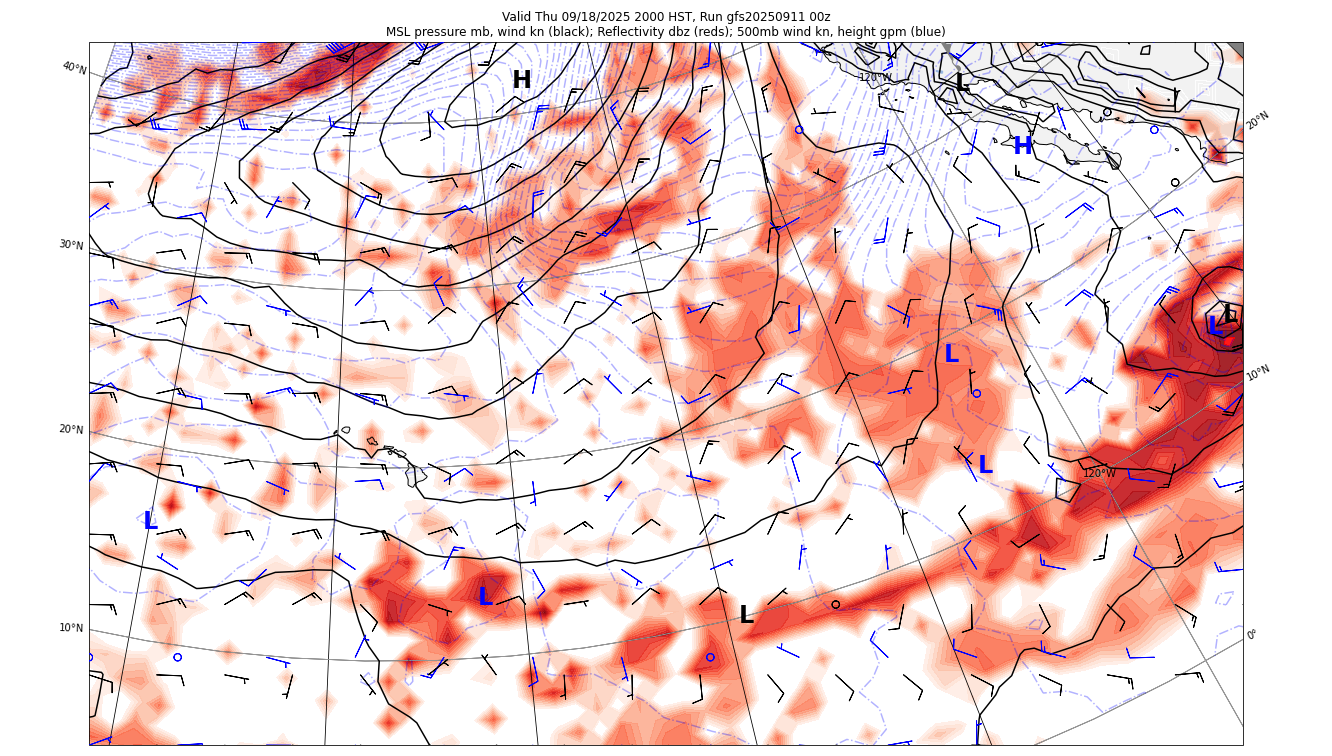 Valid Thu 09/18/2025 2000 HST, Run gfs20250911 00z
MSL pressure mb, wind kn (black); Reflectivity dbz (reds); 500mb wind kn, height gpm (blue)
40°N
H
120°W
L
20°N
H
30°N
L
L
L
10°N
20°N
L
120°W
L
L
L
10°N
0°